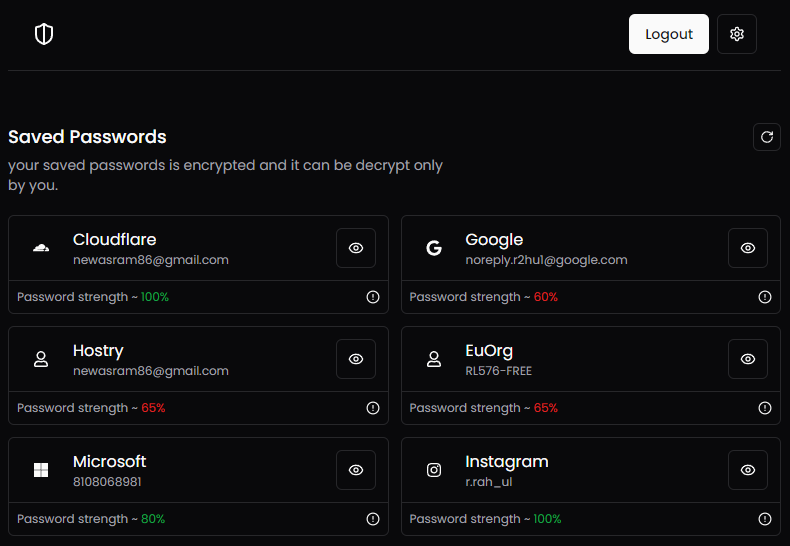 Logout
Saved Passwords
your saved passwords is encrypted and it can be decrypt only
by you.
Cloudflare
newasram86@gmail.com
Password strength ~ 100%
Google
noreply.r2hu1@google.com
Password strength ~ 60%
Hostry
newasram86@gmail.com
Password strength ~ 65%
EuOrg
RL576-FREE
Password strength ~ 65%
Microsoft
8108068981
Password strength ~ 80%
Instagram
r.rah_ul
Password strength ~ 100%